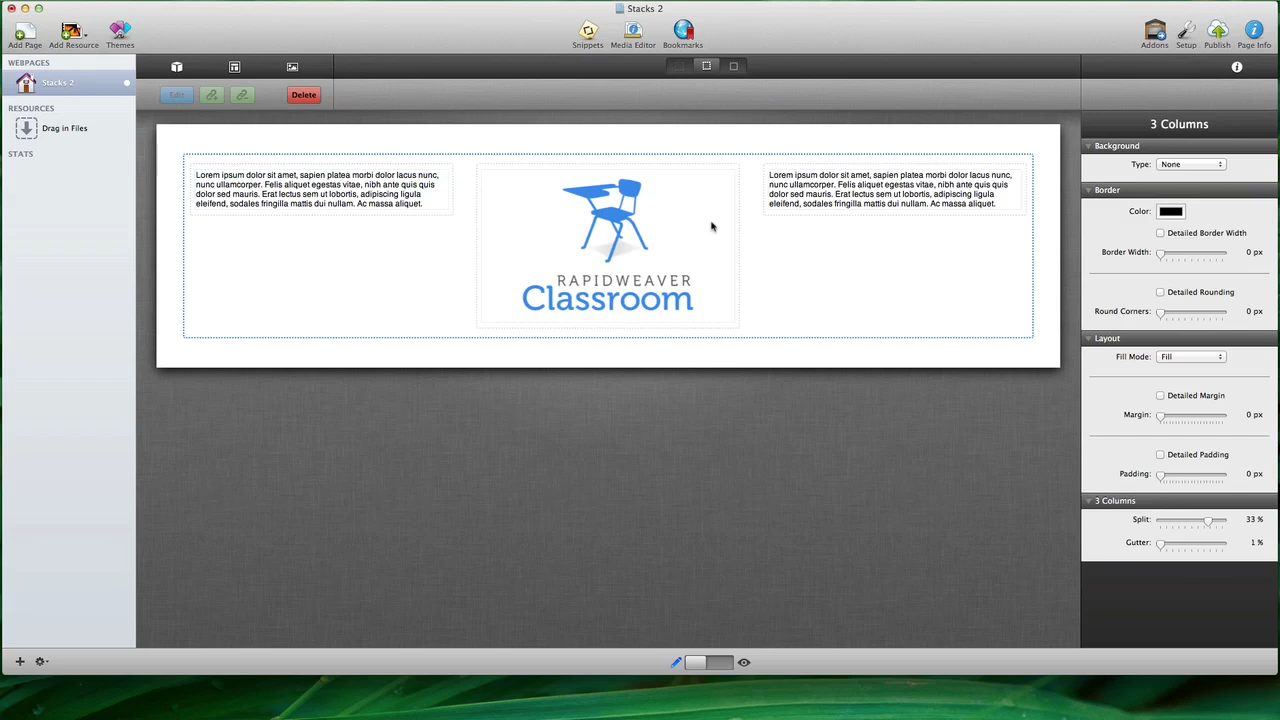 Stacks 2
Add Page
Add Resource
Themes
Snippets
Media Editor
Bookmarks
Addons
Setup
Publish
Page Info
WEBPAGES
Stacks 2
RESOURCES
Drag in Files
STATS
Edit
Delete
Lorem ipsum dolor sit amet, sapien platea morbi dolor lacus nunc,
nunc ullamcorper. Felis aliquet egestas vitae, nibh ante quis quis
dolor sed mauris. Erat lectus sem ut lobortis, adipiscing ligula
eleifend, sodales fringilla mattis dui nullam. Ac massa aliquet.
RAPIDWEAVER
Classroom
Lorem ipsum dolor sit amet, sapien platea morbi dolor lacus nunc,
nunc ullamcorper. Felis aliquet egestas vitae, nibh ante quis quis
dolor sed mauris. Erat lectus sem ut lobortis, adipiscing ligula
eleifend, sodales fringilla mattis dui nullam. Ac massa aliquet.
3 Columns
Background
Type: None
Border
Color:
Detailed Border Width
Border Width: 0 px
Detailed Rounding
Round Corners: 0 px
Layout
Fill Mode: Fill
Detailed Margin
Margin: 0 px
Detailed Padding
Padding: 0 px
3 Columns
Split: 33 %
Gutter: 1 %